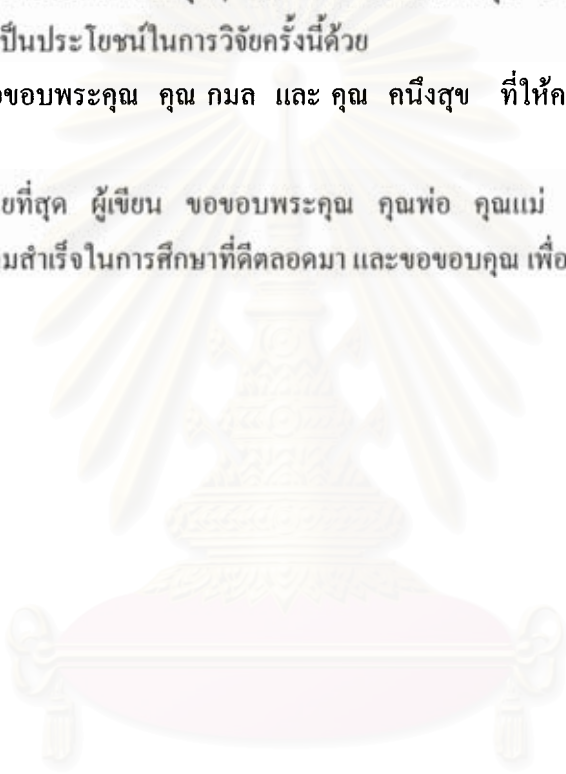 ป็นประโยชน์ในการวิจัยครั้งนี้ด้วย
ขอบพระคุณ คุณ กมล และ คุณ คนึงสุข ที่ให้ค
ยที่สุด ผู้เขียน ขอขอบพระคุณ คุณพ่อ คุณแม่
มสำเร็จในการศึกษาที่ดีตลอดมา และขอขอบคุณ เพื่อ